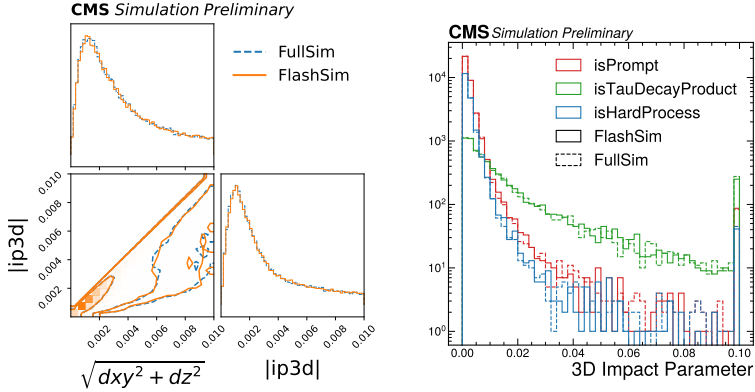 CMS Simulation Preliminary
FullSim
FlashSim
0.010
0.008
0.006
0.004
0.002
|ip3d|
0.002 0.004 0.006 0.008 0.010
√dxy² + dz²
0.002 0.004 0.006 0.008 0.010
|ip3d|
CMS Simulation Preliminary
isPrompt
isTauDecayProduct
isHardProcess
FlashSim
FullSim
10⁴
10³
10²
10¹
10⁰
0.00 0.02 0.04 0.06 0.08 0.10
3D Impact Parameter